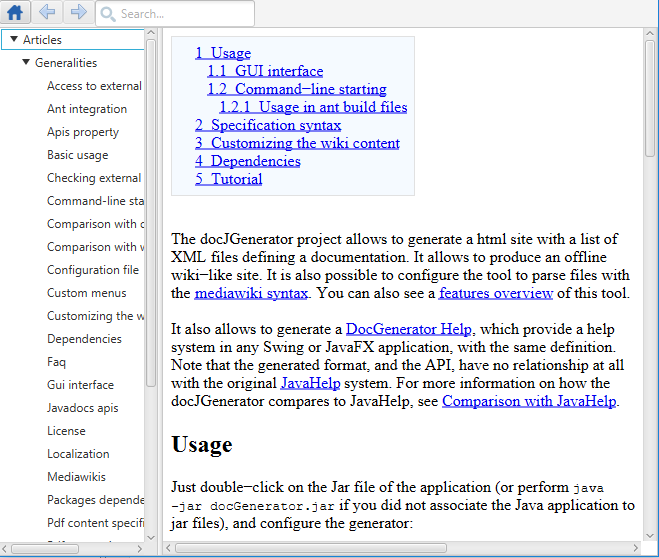 Search...
Articles
Generalities
Access to external
Ant integration
Apis property
Basic usage
Checking external
Command-line sta
Comparison with
Comparison with
Configuration file
Custom menus
Customizing the w
Dependencies
Faq
Gui interface
Javadocs apis
License
Localization
Mediawikis
Packages depende
Pdf content specifi
1 Usage
1.1 GUI interface
1.2 Command−line starting
1.2.1 Usage in ant build files
2 Specification syntax
3 Customizing the wiki content
4 Dependencies
5 Tutorial
The docJGenerator project allows to generate a html site with a list of
XML files defining a documentation. It allows to produce an offline
wiki−like site. It is also possible to configure the tool to parse files with
the mediawiki syntax. You can also see a features overview of this tool.
It also allows to generate a DocGenerator Help, which provide a help
system in any Swing or JavaFX application, with the same definition.
Note that the generated format, and the API, have no relationship at all
with the original JavaHelp system. For more information on how the
docJGenerator compares to JavaHelp, see Comparison with JavaHelp.
Usage
Just double−click on the Jar file of the application (or perform java
−jar docGenerator.jar if you did not associate the Java application to
jar files), and configure the generator: